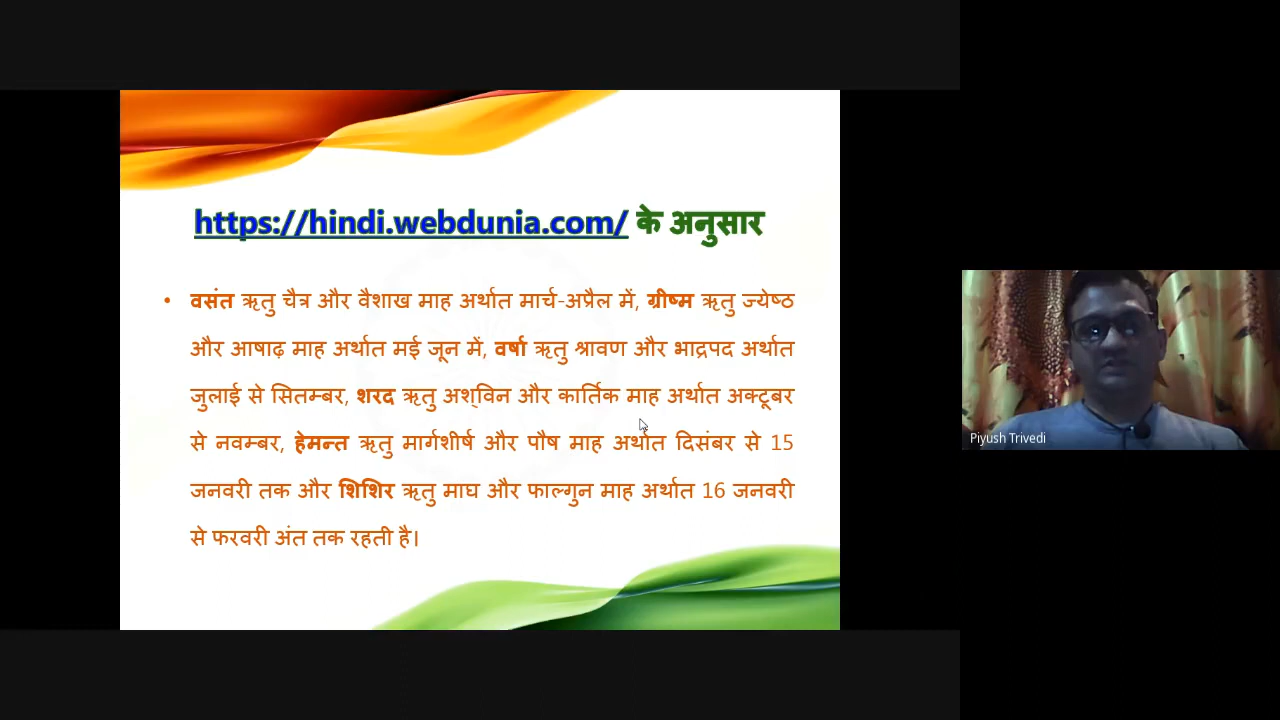 https://hindi.webdunia.com/ के अनुसार
• वसंत ऋतु चैत्र और वैशाख माह अर्थात मार्च-अप्रैल में, ग्रीष्म ऋतु ज्येष्ठ
और आषाढ़ माह अर्थात मई जून में, वर्षा ऋतु श्रावण और भाद्रपद अर्थात
जुलाई से सितम्बर, शरद ऋतु अश्‍विन और कार्तिक माह अर्थात अक्टूबर
से नवम्बर, हेमन्त ऋतु मार्गशीर्ष और पौष माह अर्थात दिसंबर से 15
जनवरी तक और शिशिर ऋतु माघ और फाल्गुन माह अर्थात 16 जनवरी
से फरवरी अंत तक रहती है।
Piyush Trivedi